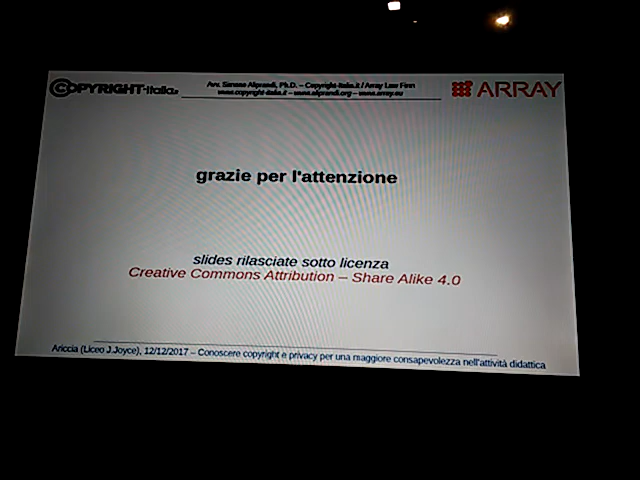 COPYRIGHT-italia.it
Avv. Simone Aliprandi, Ph.D. – Copyright-Italia.it / Array Law Firm
www.copyright-italia.it – www.aliprandi.org – www.array.eu
ARRAY
grazie per l'attenzione
slides rilasciate sotto licenza
Creative Commons Attribution – Share Alike 4.0
Ariccia (Liceo J.Joyce), 12/12/2017 – Conoscere copyright e privacy per una maggiore consapevolezza nell'attività didattica